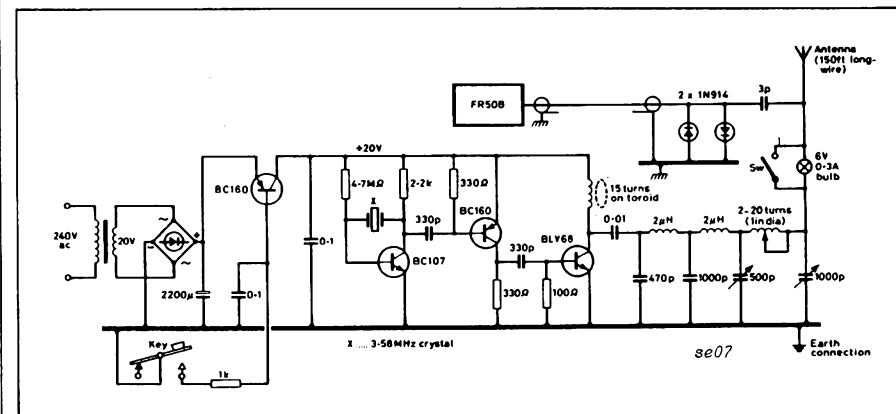 Antenna
(150ft long-
wire)
FR50B
2 x 1N914
3p
Sw
6V
0·3A
bulb
+20V
BC160
4·7MΩ
2·2k
330Ω
15 turns
on toroid
X
330p
BC160
0·01
2μH
2μH
2-20 turns
(1india)
240V
ac
20V
~
~
+
-
0·1
BC107
330p
BLY68
2200μ
0·1
330Ω
100Ω
470p
1000p
500p
1000p
Key
1k
X .... 3·58MHz crystal
se07
Earth
connection